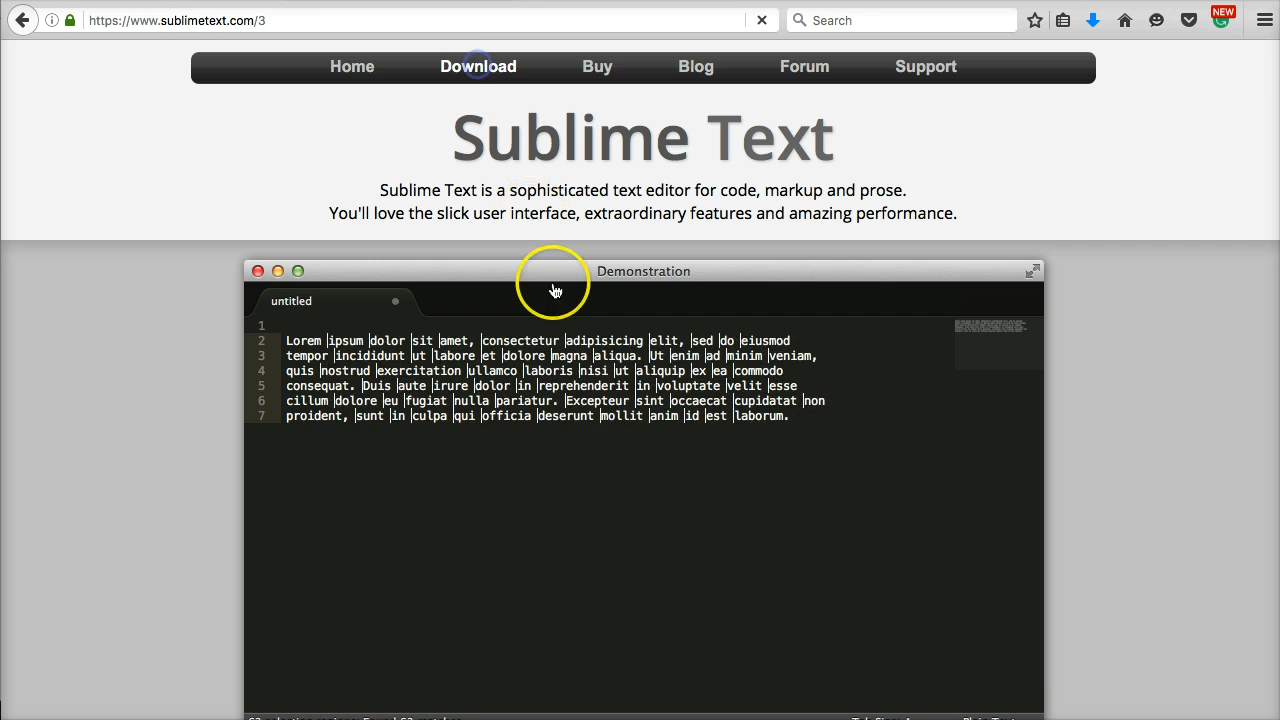 https://www.sublimetext.com/3
Search
NEW
Home Download Buy Blog Forum Support
Sublime Text
Sublime Text is a sophisticated text editor for code, markup and prose.
You'll love the slick user interface, extraordinary features and amazing performance.
Demonstration
untitled
1
2 Lorem ipsum dolor sit amet, consectetur adipisicing elit, sed do eiusmod
3 tempor incididunt ut labore et dolore magna aliqua. Ut enim ad minim veniam,
4 quis nostrud exercitation ullamco laboris nisi ut aliquip ex ea commodo
5 consequat. Duis aute irure dolor in reprehenderit in voluptate velit esse
6 cillum dolore eu fugiat nulla pariatur. Excepteur sint occaecat cupidatat non
7 proident, sunt in culpa qui officia deserunt mollit anim id est laborum.